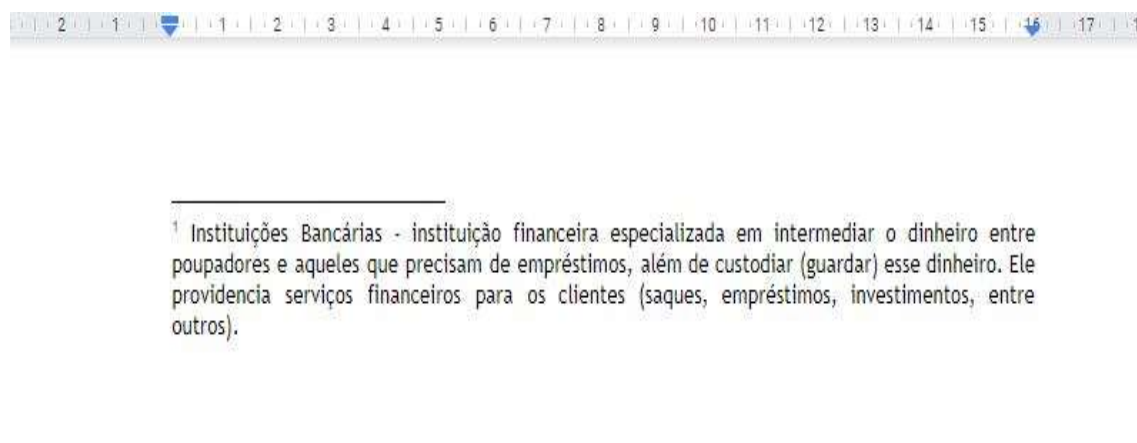 2 1 1 2 3 4 5 6 7 8 9 10 11 12 13 14 15 16 17
1 Instituições Bancárias - instituição financeira especializada em intermediar o dinheiro entre
poupadores e aqueles que precisam de empréstimos, além de custodiar (guardar) esse dinheiro. Ele
providencia serviços financeiros para os clientes (saques, empréstimos, investimentos, entre
outros).